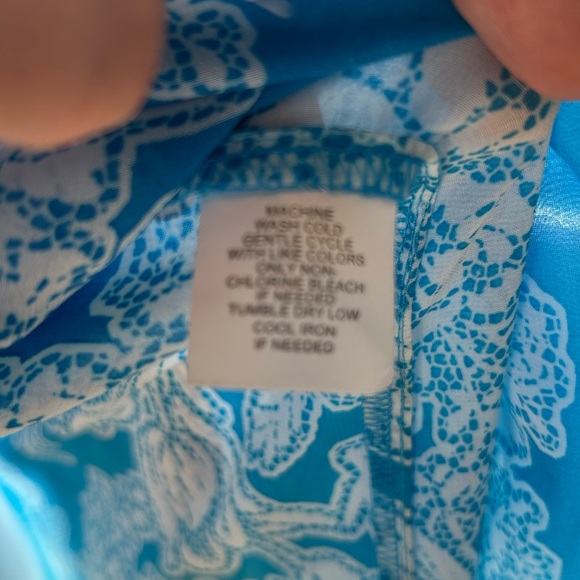 MACHINE
WASH COLD
GENTLE CYCLE
WITH LIKE COLORS
ONLY NON-
CHLORINE BLEACH
IF NEEDED
TUMBLE DRY LOW
COOL IRON
IF NEEDED